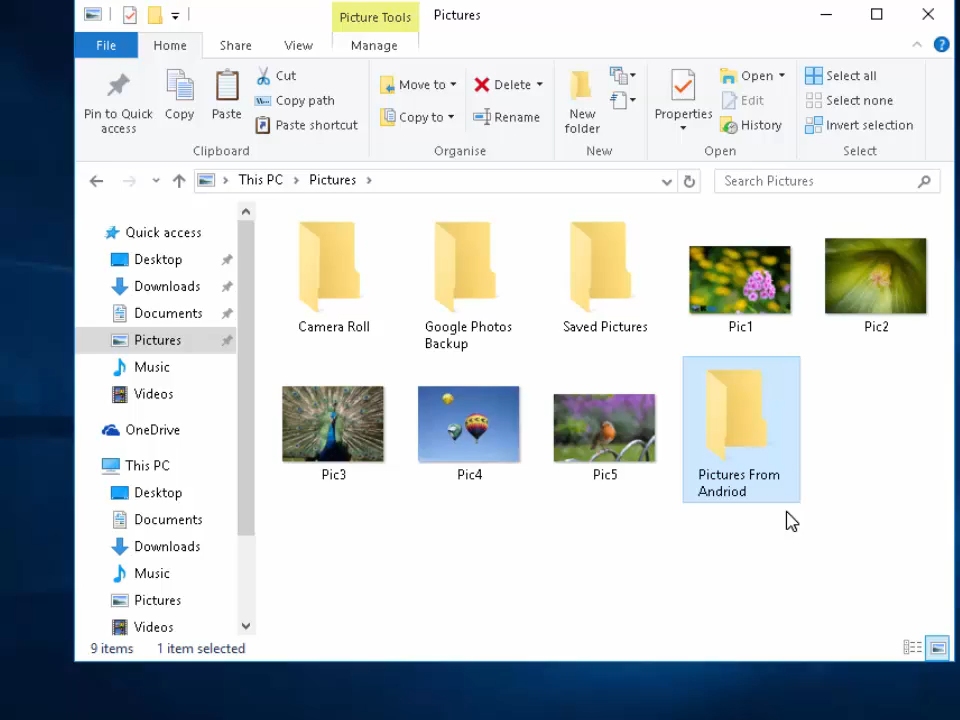 Picture Tools Pictures
File Home Share View Manage
Pin to Quick access
Copy
Paste
Cut
Copy path
Paste shortcut
Clipboard
Move to
Copy to
Delete
Rename
Organise
New folder
New
Properties
Open
Edit
History
Open
Select all
Select none
Invert selection
Select
This PC Pictures
Search Pictures
Quick access
Desktop
Downloads
Documents
Pictures
Music
Videos
OneDrive
This PC
Desktop
Documents
Downloads
Music
Pictures
Videos
Camera Roll
Google Photos
Backup
Saved Pictures
Pic1
Pic2
Pic3
Pic4
Pic5
Pictures From
Andriod
9 items 1 item selected